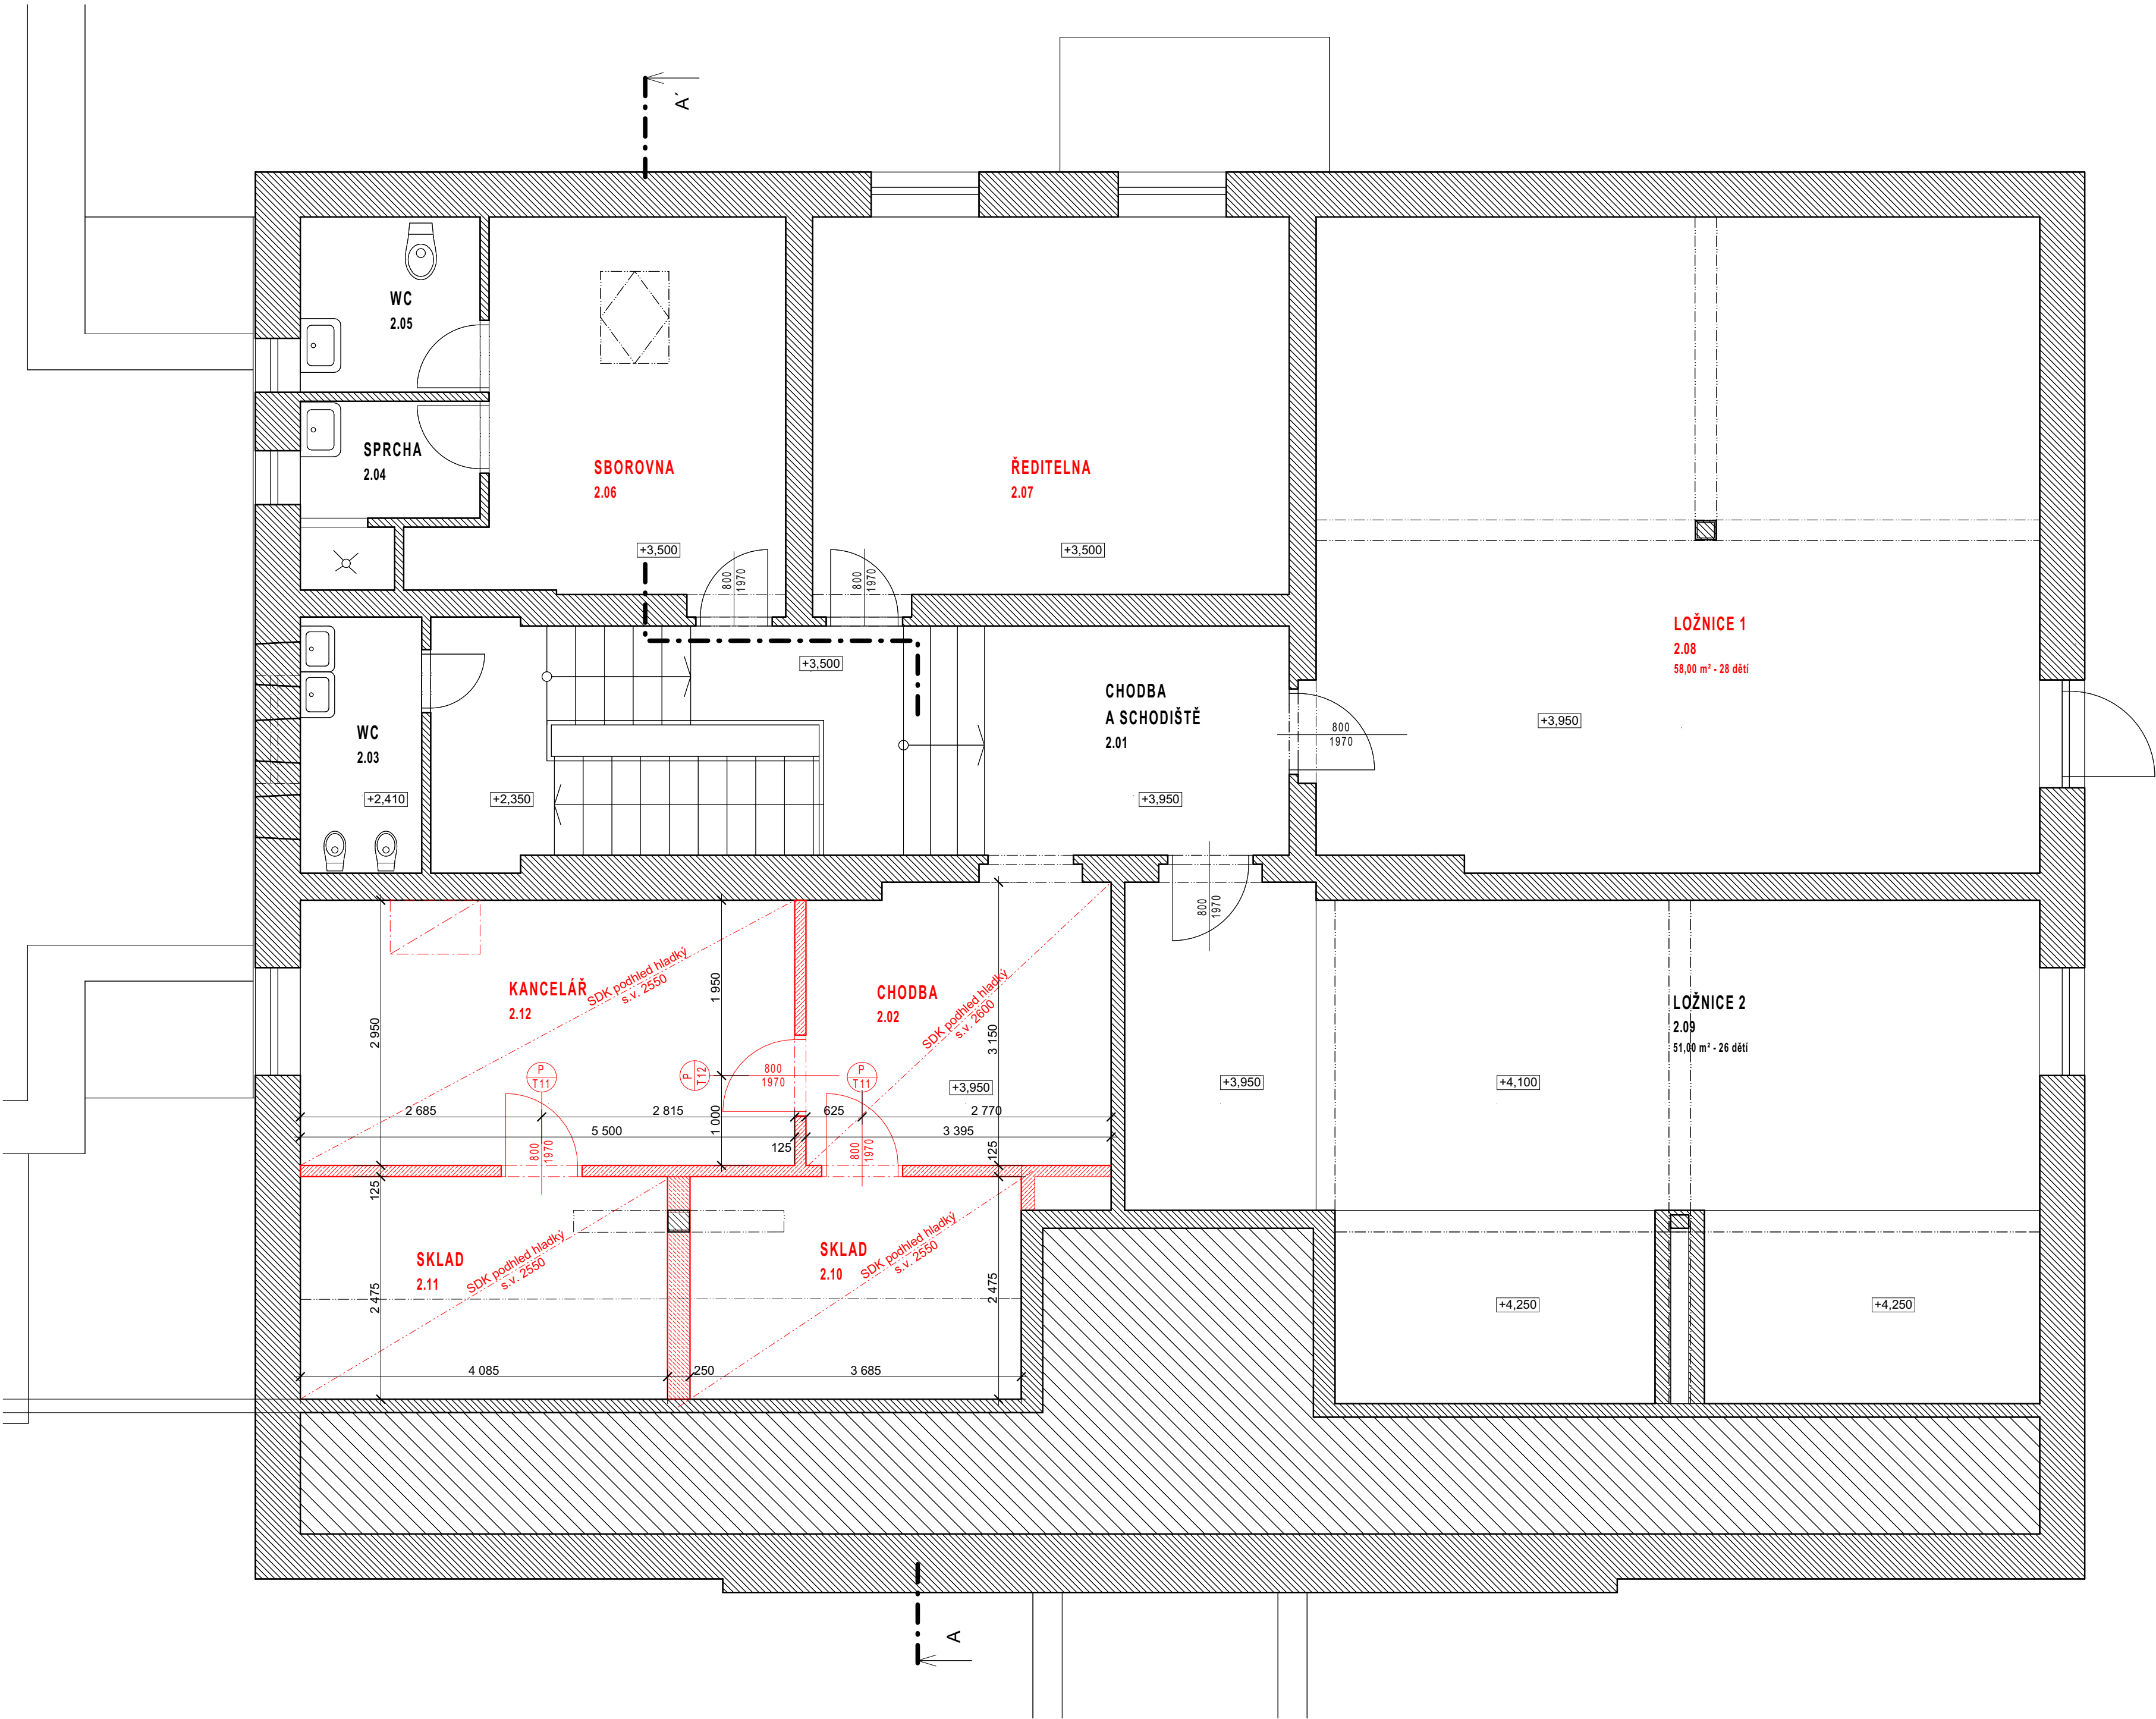 A´
WC
2.05
SPRCHA
2.04
SBOROVNA
2.06
ŘEDITELNA
2.07
+3,500
+3,500
800
1970
800
1970
LOŽNICE 1
2.08
58,00 m² - 28 dětí
+3,500
CHODBA
A SCHODIŠTĚ
2.01
+3,950
800
1970
WC
2.03
+2,410
+2,350
+3,950
800
1970
KANCELÁŘ
2.12
SDK podhled hladký
s.v. 2550
1 950
CHODBA
2.02
SDK podhled hladký
s.v. 2600
3 150
2 950
LOŽNICE 2
2.09
51,00 m² - 26 dětí
P
T11
P
T12
800
1970
P
T11
+3,950
+3,950
+4,100
2 685
2 815
1 000
625
2 770
5 500
125
3 395
800
1970
800
1970
125
125
SKLAD
2.11
SDK podhled hladký
s.v. 2550
SKLAD
2.10
SDK podhled hladký
s.v. 2550
2 475
2 475
+4,250
+4,250
4 085
250
3 685
A